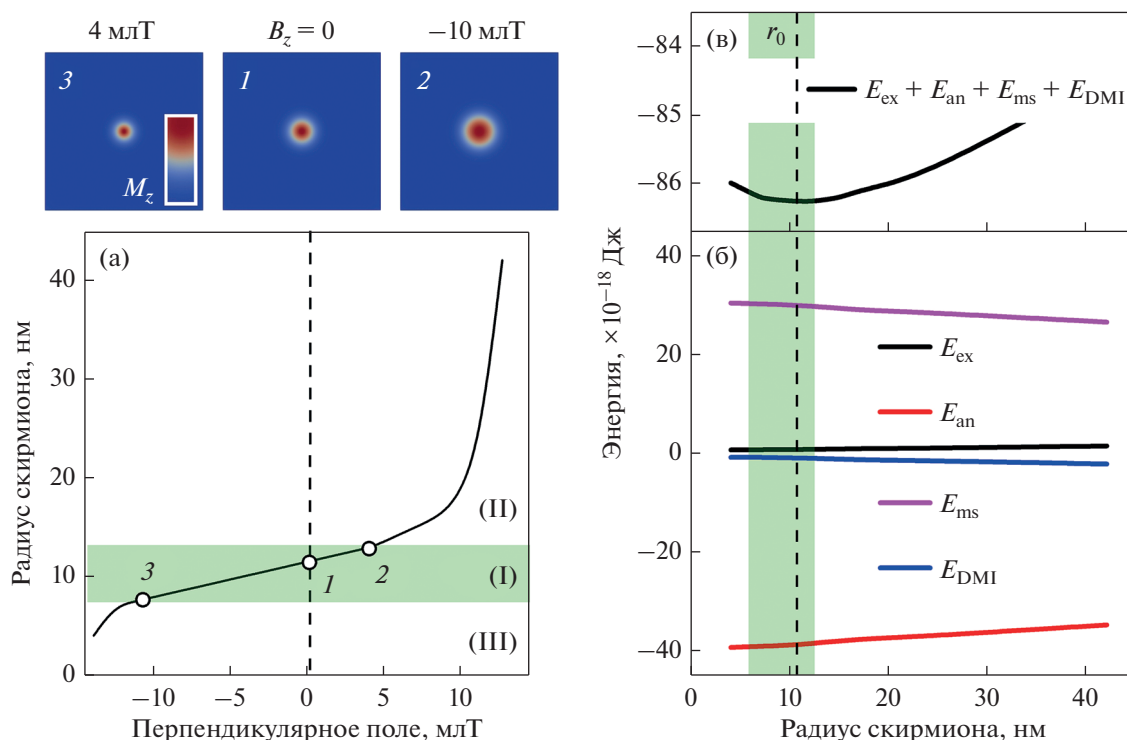 4 млТ
B_z = 0
−10 млТ
3
1
2
M_z
(а)
Радиус скирмиона, нм
40
30
20
10
0
(II)
(I)
(III)
3
1
2
−10
−5
0
5
10
Перпендикулярное поле, млТ
(в)
r_0
−84
−85
−86
E_ex + E_an + E_ms + E_DMI
(б)
Энергия, ×10^−18 Дж
40
20
0
−20
−40
E_ex
E_an
E_ms
E_DMI
0
10
20
30
40
Радиус скирмиона, нм